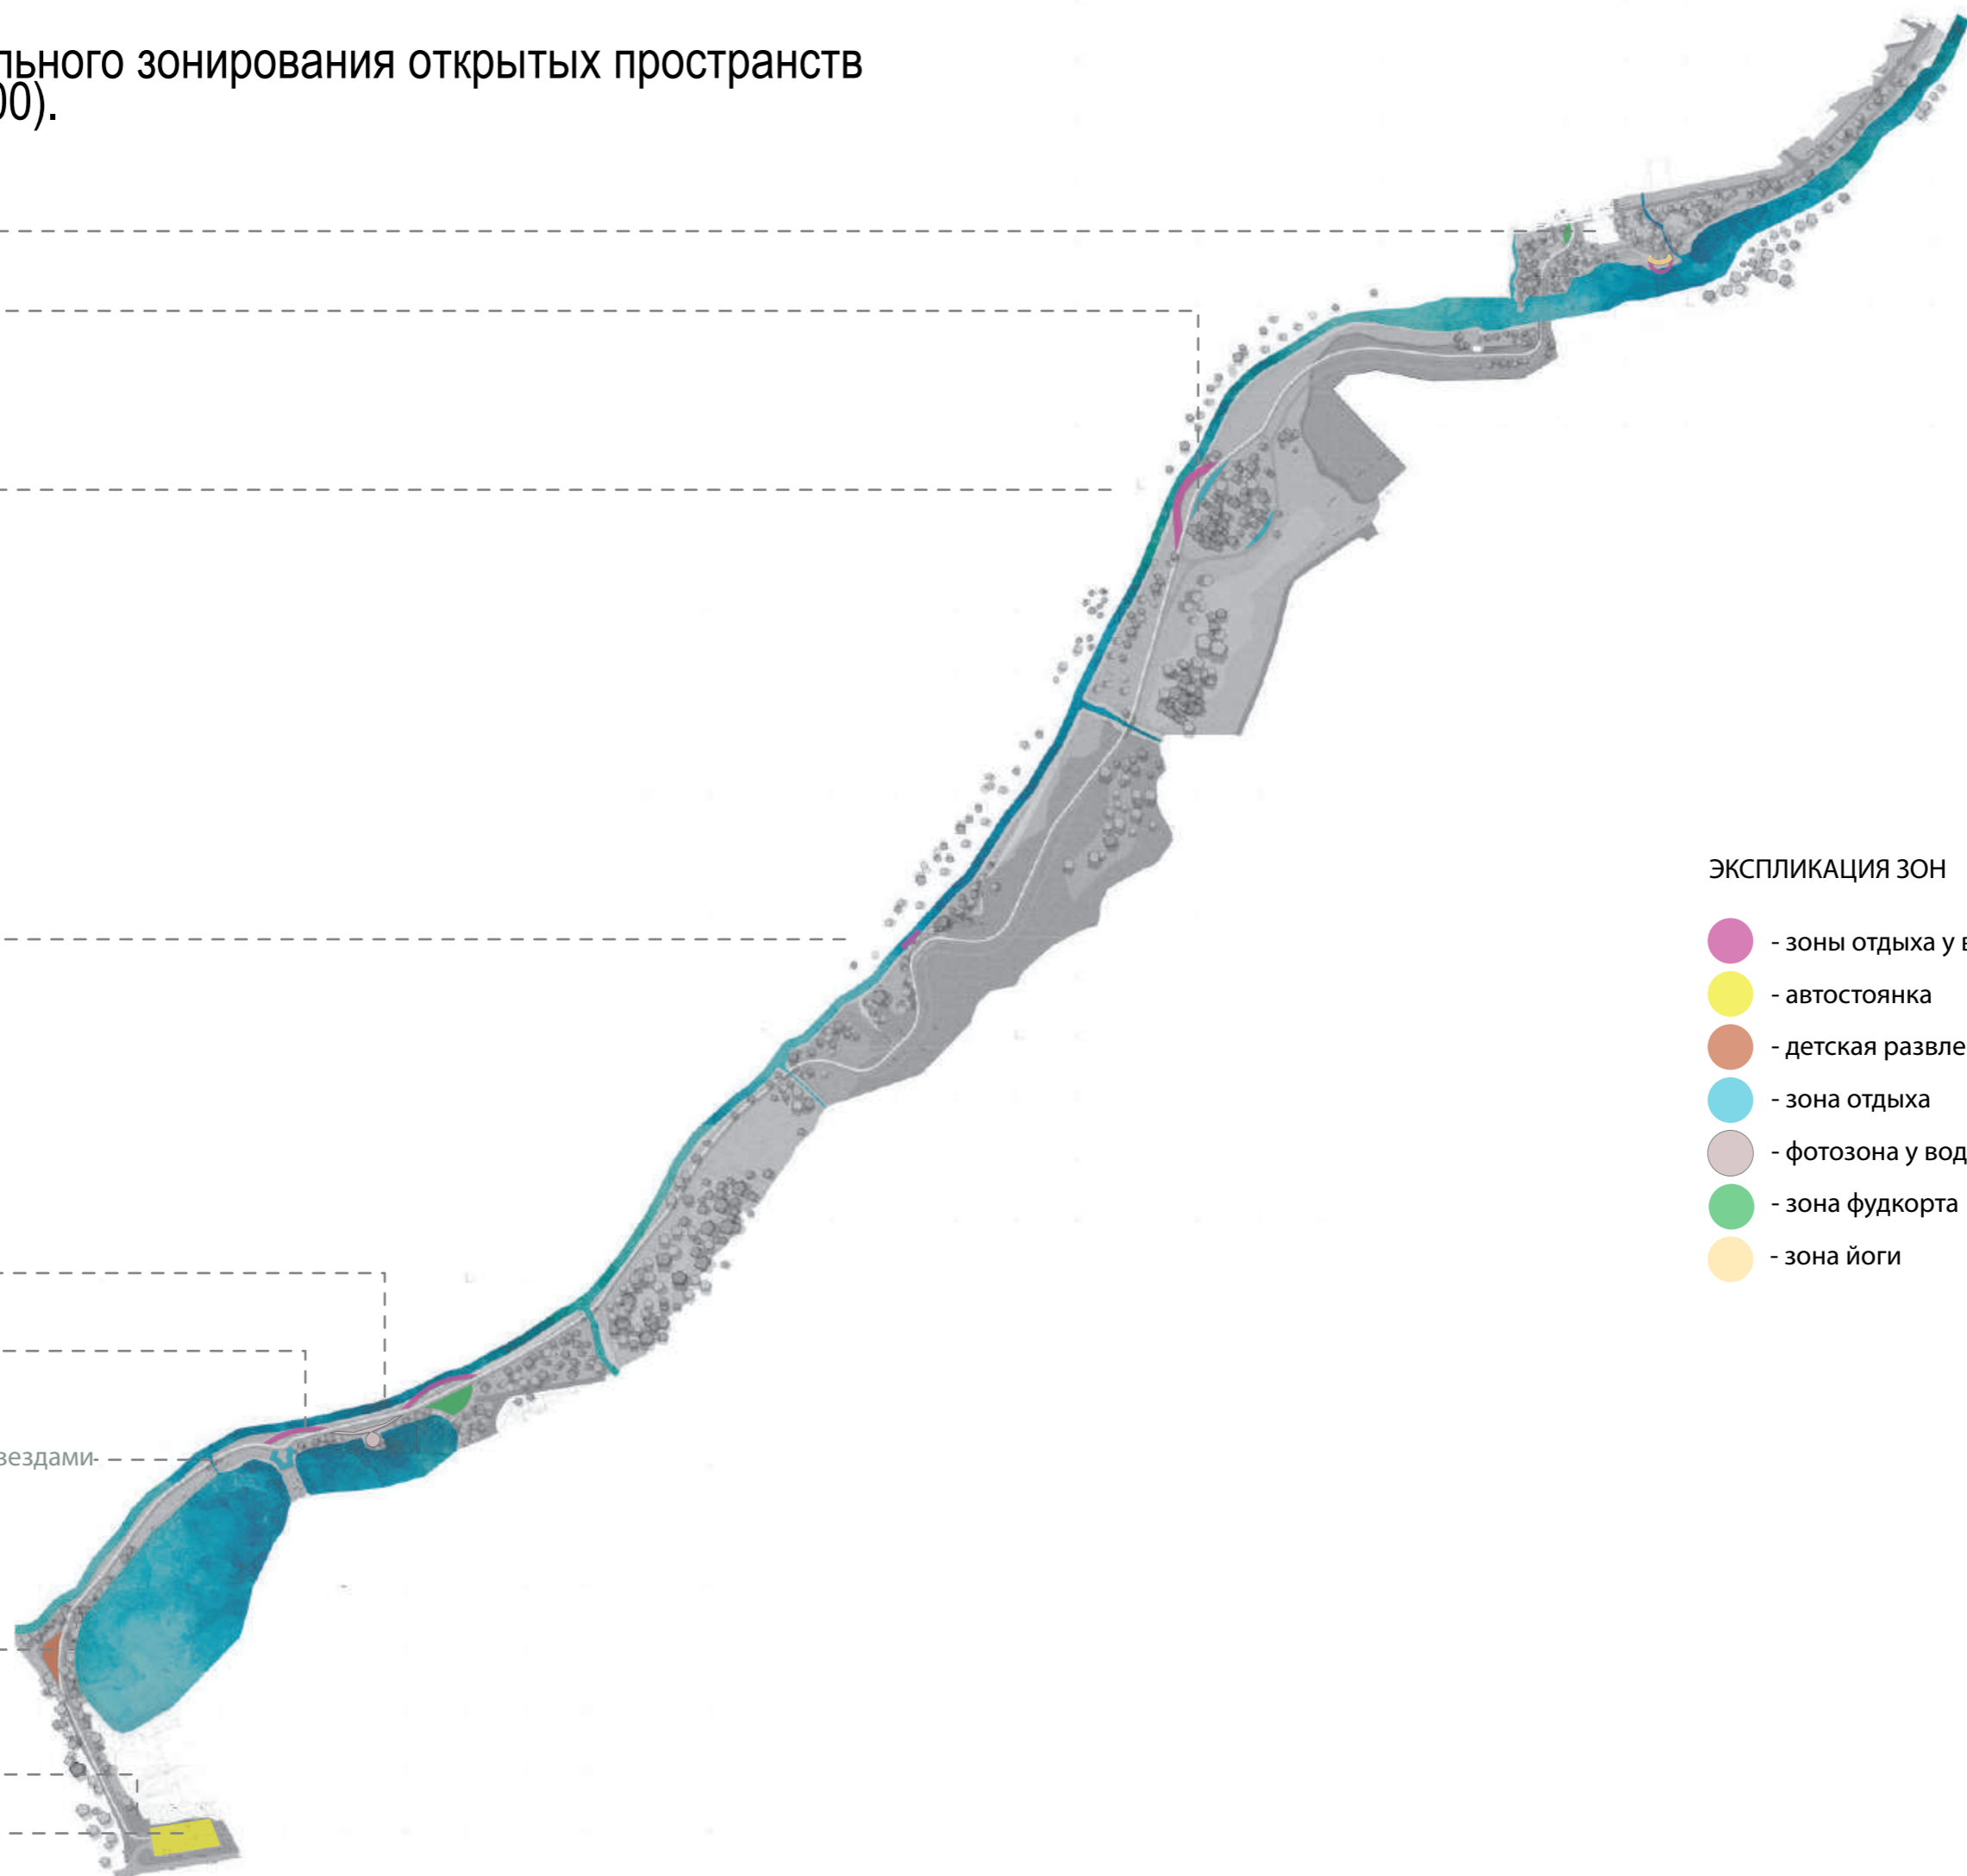 льного зонирования открытых пространств
00).
ЭКСПЛИКАЦИЯ ЗОН
- зоны отдыха у в
- автостоянка
- детская развле
- зона отдыха
- фотозона у вод
- зона фудкорта
- зона йоги
вездами